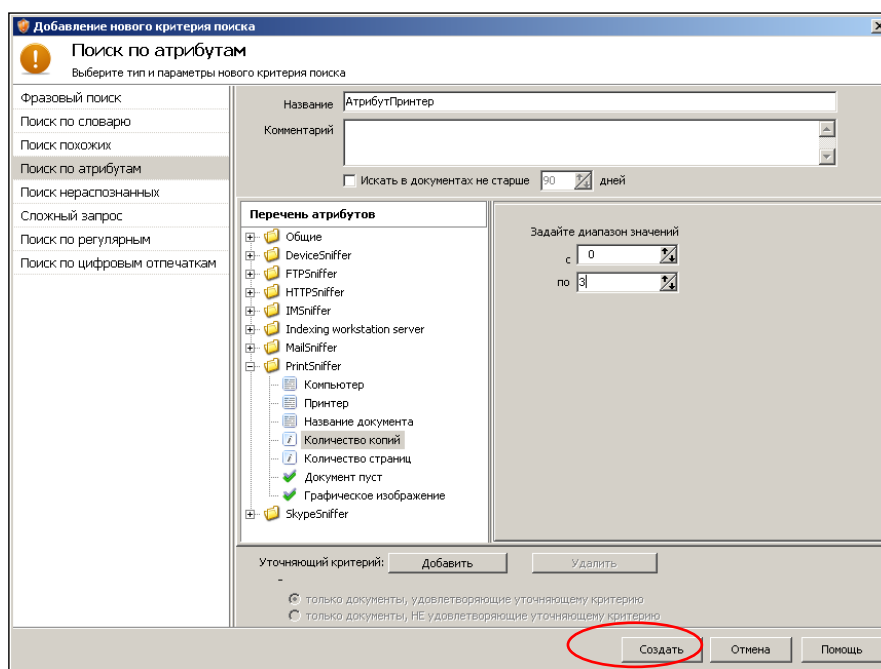 Добавление нового критерия поиска
Поиск по атрибутам
Выберите тип и параметры нового критерия поиска
Фразовый поиск
Поиск по словарю
Поиск похожих
Поиск по атрибутам
Поиск нераспознанных
Сложный запрос
Поиск по регулярным
Поиск по цифровым отпечаткам
Название АтрибутПринтер
Комментарий
Искать в документах не старше 90 дней
Перечень атрибутов
Общие
DeviceSniffer
FTPSniffer
HTTPSniffer
IMSniffer
Indexing workstation server
MailSniffer
PrintSniffer
Компьютер
Принтер
Название документа
Количество копий
Количество страниц
Документ пуст
Графическое изображение
SkypeSniffer
Задайте диапазон значений
с 0
по 3
Уточняющий критерий: Добавить Удалить
-
только документы, удовлетворяющие уточняющему критерию
только документы, НЕ удовлетворяющие уточняющему критерию
Создать Отмена Помощь